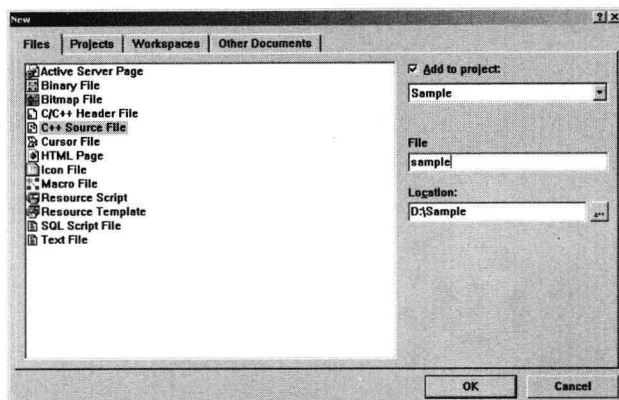 New
Files Projects Workspaces Other Documents
Active Server Page
Binary File
Bitmap File
C/C++ Header File
C++ Source File
Cursor File
HTML Page
Icon File
Macro File
Resource Script
Resource Template
SQL Script File
Text File
Add to project:
Sample
File
sample
Location:
D:\Sample
...
OK Cancel